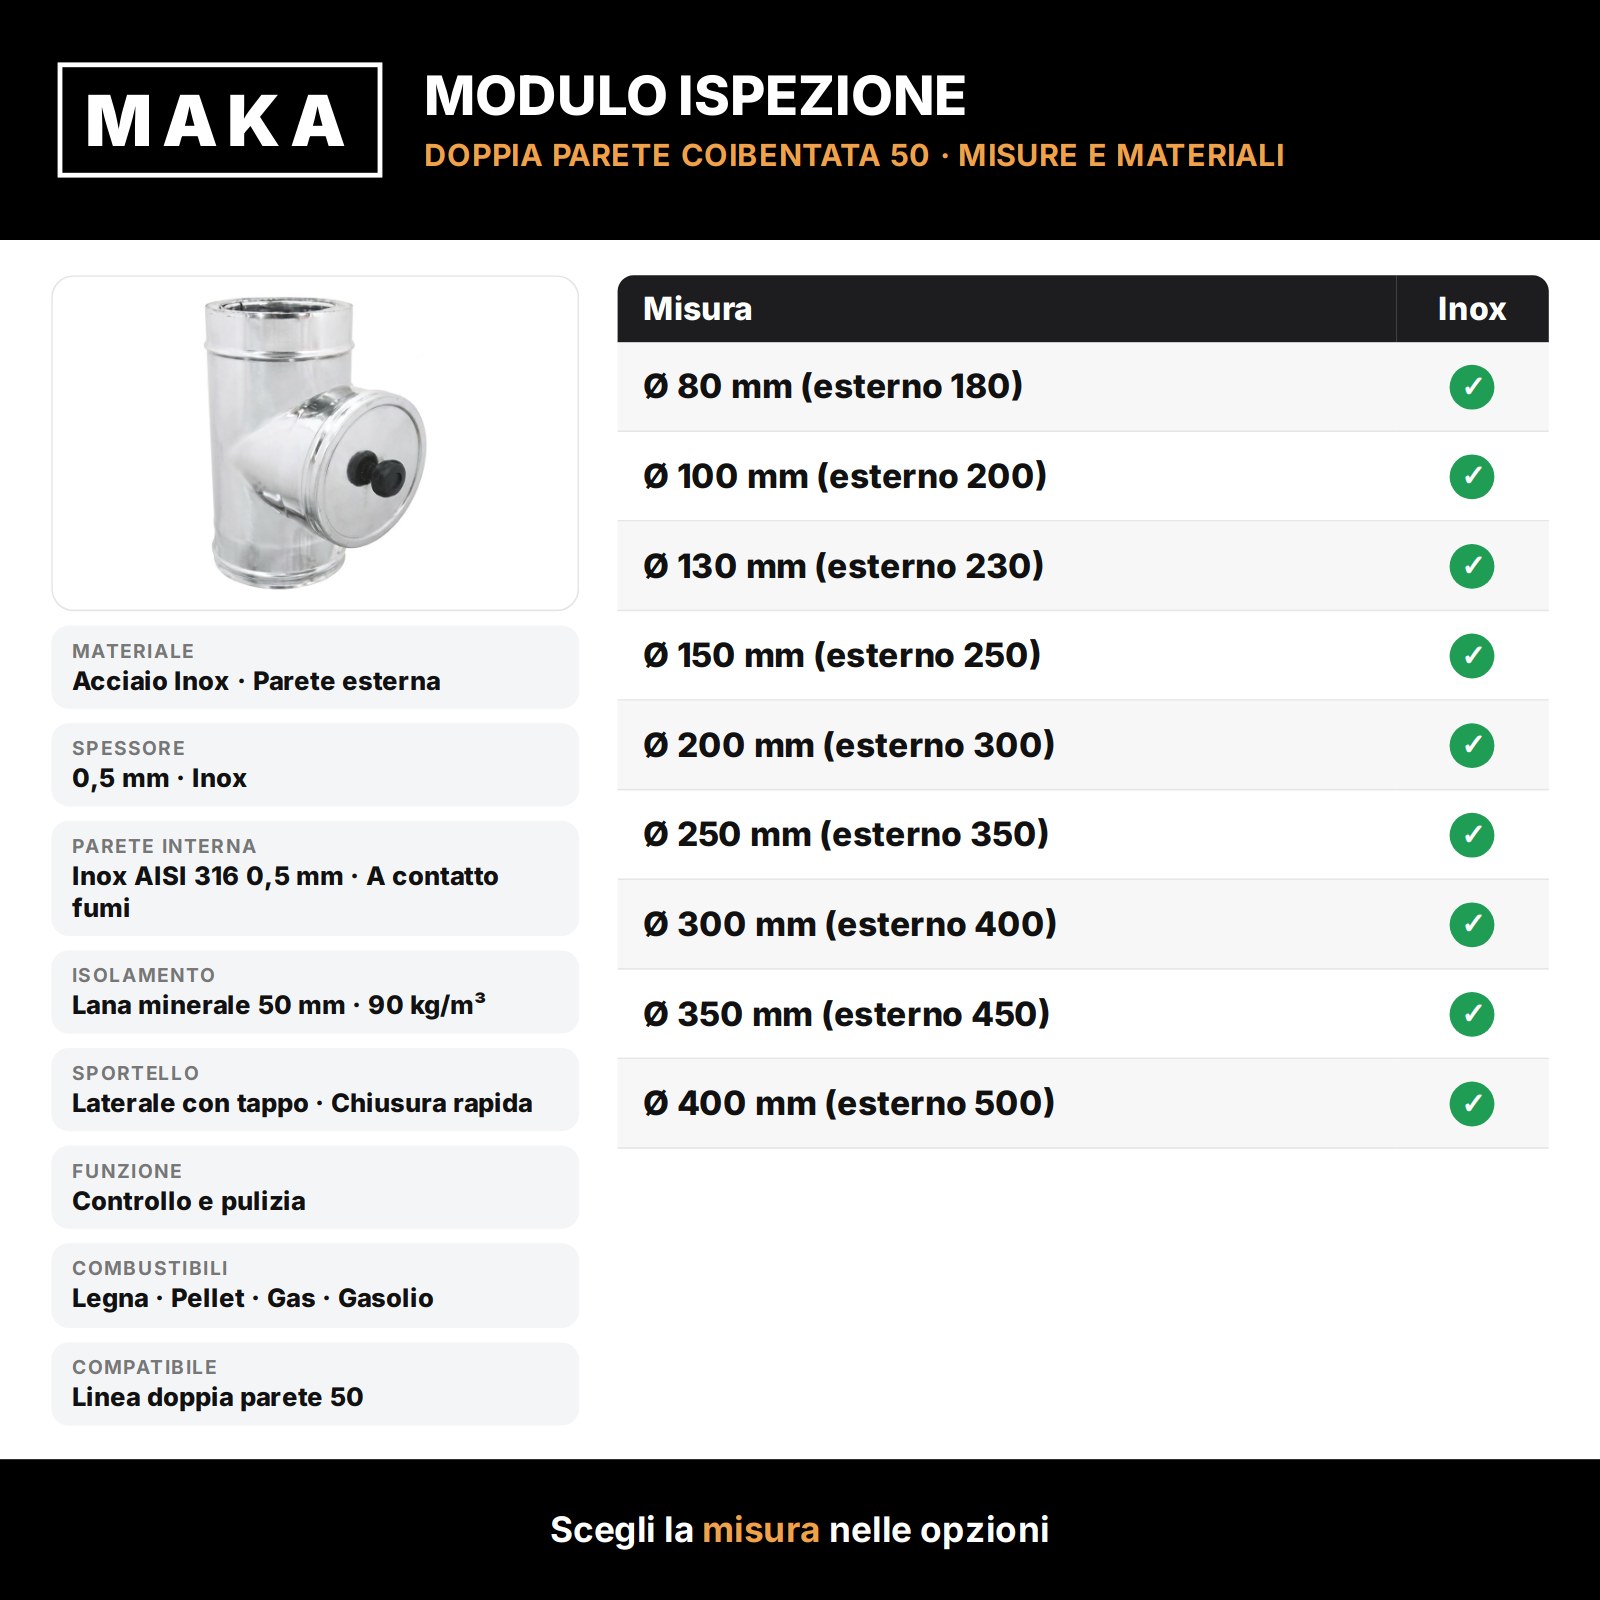 MAKA
MODULO ISPEZIONE
DOPPIA PARETE COIBENTATA 50 · MISURE E MATERIALI
MATERIALE
Acciaio Inox · Parete esterna
SPESSORE
0,5 mm · Inox
PARETE INTERNA
Inox AISI 316 0,5 mm · A contatto
fumi
ISOLAMENTO
Lana minerale 50 mm · 90 kg/m³
SPORTELLO
Laterale con tappo · Chiusura rapida
FUNZIONE
Controllo e pulizia
COMBUSTIBILI
Legna · Pellet · Gas · Gasolio
COMPATIBILE
Linea doppia parete 50
Misura Inox
Ø 80 mm (esterno 180) ✓
Ø 100 mm (esterno 200) ✓
Ø 130 mm (esterno 230) ✓
Ø 150 mm (esterno 250) ✓
Ø 200 mm (esterno 300) ✓
Ø 250 mm (esterno 350) ✓
Ø 300 mm (esterno 400) ✓
Ø 350 mm (esterno 450) ✓
Ø 400 mm (esterno 500) ✓
Scegli la misura nelle opzioni